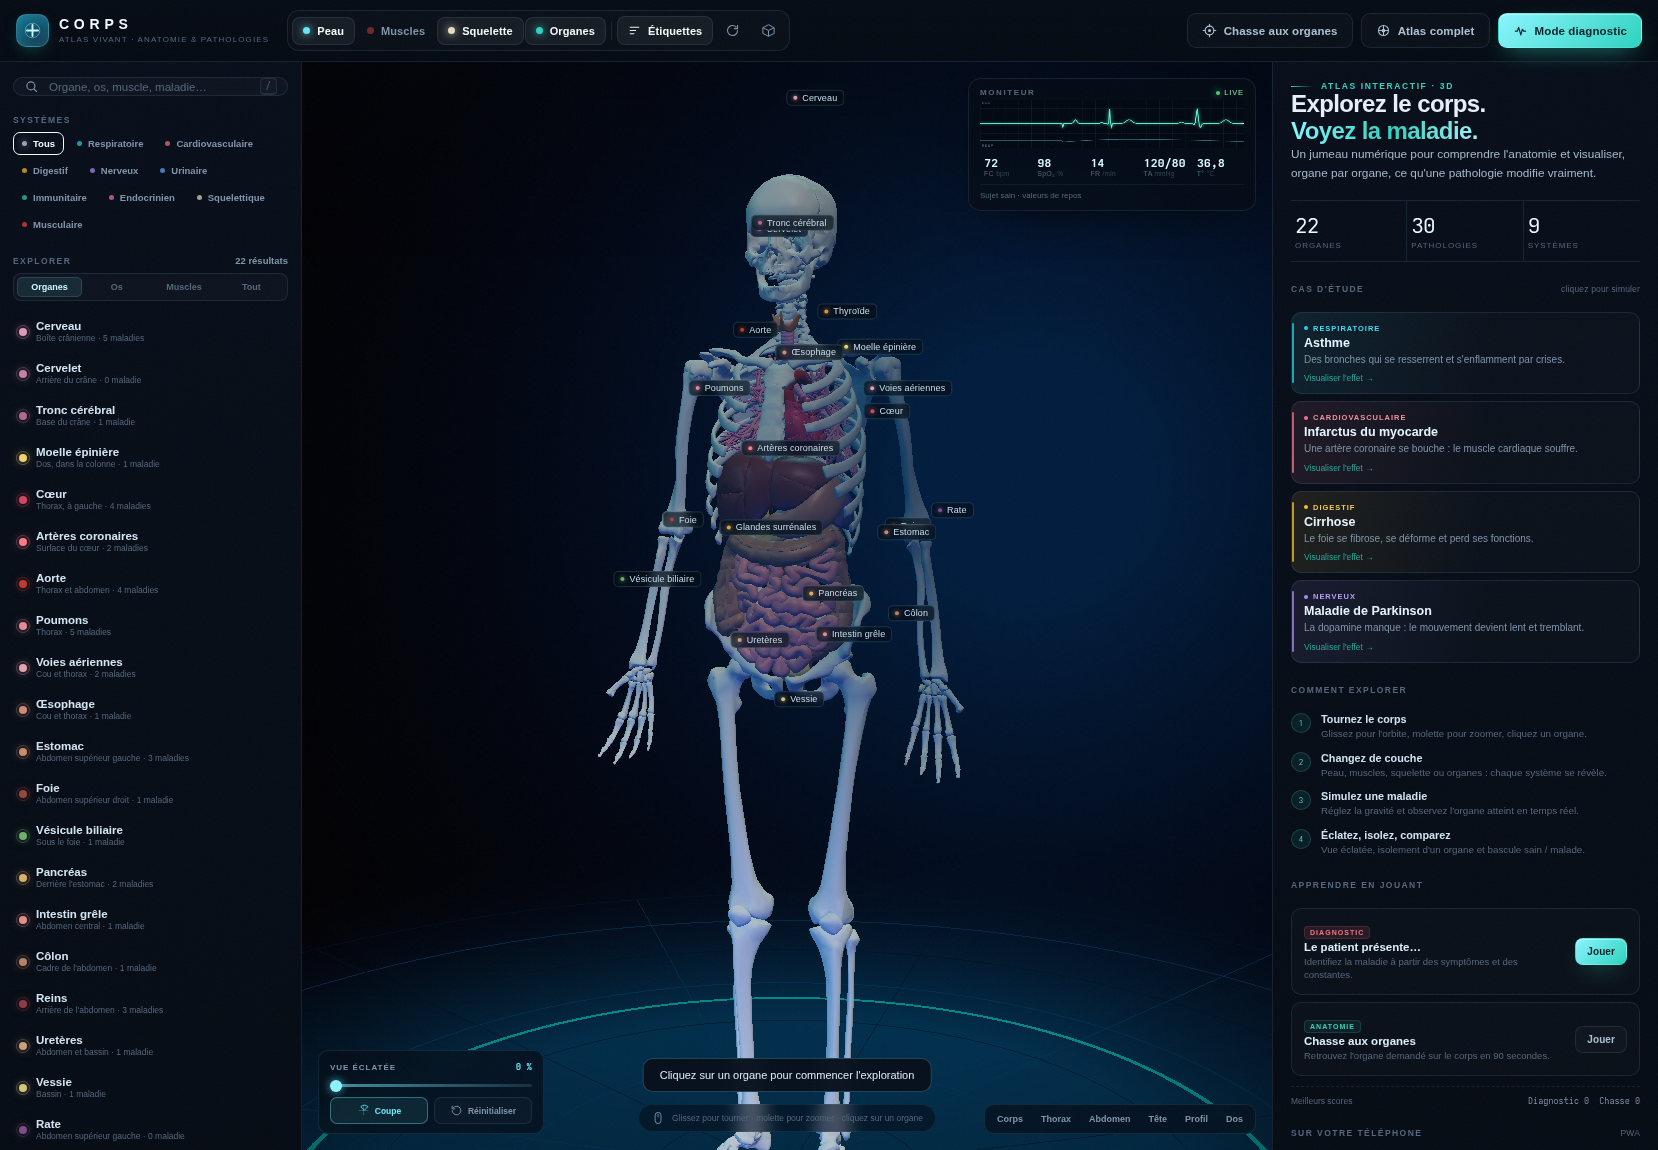 CORPS
ATLAS VIVANT · ANATOMIE & PATHOLOGIES
Peau
Muscles
Squelette
Organes
Étiquettes
Chasse aux organes
Atlas complet
Mode diagnostic
Organe, os, muscle, maladie…
/
SYSTÈMES
Tous
Respiratoire
Cardiovasculaire
Digestif
Nerveux
Urinaire
Immunitaire
Endocrinien
Squelettique
Musculaire
EXPLORER
22 résultats
Organes
Os
Muscles
Tout
Cerveau
Boîte crânienne · 5 maladies
Cervelet
Arrière du crâne · 0 maladie
Tronc cérébral
Base du crâne · 1 maladie
Moelle épinière
Dos, dans la colonne · 1 maladie
Cœur
Thorax, à gauche · 4 maladies
Artères coronaires
Surface du cœur · 2 maladies
Aorte
Thorax et abdomen · 4 maladies
Poumons
Thorax · 5 maladies
Voies aériennes
Cou et thorax · 2 maladies
Œsophage
Cou et thorax · 1 maladie
Estomac
Abdomen supérieur gauche · 3 maladies
Foie
Abdomen supérieur droit · 1 maladie
Vésicule biliaire
Sous le foie · 1 maladie
Pancréas
Derrière l'estomac · 2 maladies
Intestin grêle
Abdomen central · 1 maladie
Côlon
Cadre de l'abdomen · 1 maladie
Reins
Arrière de l'abdomen · 3 maladies
Uretères
Abdomen et bassin · 1 maladie
Vessie
Bassin · 1 maladie
Rate
Abdomen supérieur gauche · 0 maladie
Cerveau
Tronc cérébral
Thyroïde
Aorte
Moelle épinière
Œsophage
Poumons
Voies aériennes
Cœur
Artères coronaires
Rate
Foie
Glandes surrénales
Estomac
Vésicule biliaire
Pancréas
Côlon
Intestin grêle
Uretères
Vessie
MONITEUR
LIVE
72
98
14
120/80
36,8
FC bpm
SpO₂ %
FR /min
TA mmHg
T° °C
Sujet sain · valeurs de repos
VUE ÉCLATÉE
0 %
Coupe
Réinitialiser
Cliquez sur un organe pour commencer l'exploration
Glissez pour tourner · molette pour zoomer · cliquez sur un organe
Corps
Thorax
Abdomen
Tête
Profil
Dos
ATLAS INTERACTIF · 3D
Explorez le corps.
Voyez la maladie.
Un jumeau numérique pour comprendre l'anatomie et visualiser,
organe par organe, ce qu'une pathologie modifie vraiment.
22
30
9
ORGANES
PATHOLOGIES
SYSTÈMES
CAS D'ÉTUDE
cliquez pour simuler
RESPIRATOIRE
Asthme
Des bronches qui se resserrent et s'enflamment par crises.
Visualiser l'effet →
CARDIOVASCULAIRE
Infarctus du myocarde
Une artère coronaire se bouche : le muscle cardiaque souffre.
Visualiser l'effet →
DIGESTIF
Cirrhose
Le foie se fibrose, se déforme et perd ses fonctions.
Visualiser l'effet →
NERVEUX
Maladie de Parkinson
La dopamine manque : le mouvement devient lent et tremblant.
Visualiser l'effet →
COMMENT EXPLORER
1
Tournez le corps
Glissez pour l'orbite, molette pour zoomer, cliquez un organe.
2
Changez de couche
Peau, muscles, squelette ou organes : chaque système se révèle.
3
Simulez une maladie
Réglez la gravité et observez l'organe atteint en temps réel.
4
Éclatez, isolez, comparez
Vue éclatée, isolement d'un organe et bascule sain / malade.
APPRENDRE EN JOUANT
DIAGNOSTIC
Le patient présente…
Identifiez la maladie à partir des symptômes et des
constantes.
Jouer
ANATOMIE
Chasse aux organes
Retrouvez l'organe demandé sur le corps en 90 secondes.
Jouer
Meilleurs scores
Diagnostic 0 Chasse 0
SUR VOTRE TÉLÉPHONE
PWA